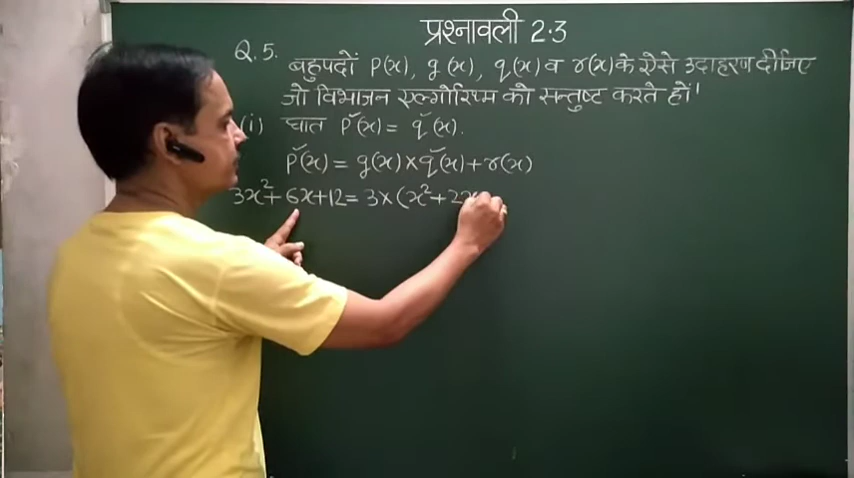 प्रश्नावली 2.3
Q.5. बहुपदों P(x), g(x), q(x) व r(x) के ऐसे उदाहरण दीजिए
जो विभाजन एल्गोरिथ्म को सन्तुष्ट करते हों।
(i) घात P(x) = q(x).
P(x) = g(x) × q(x) + r(x)
3x² + 6x + 12 = 3 × (x² + 2x